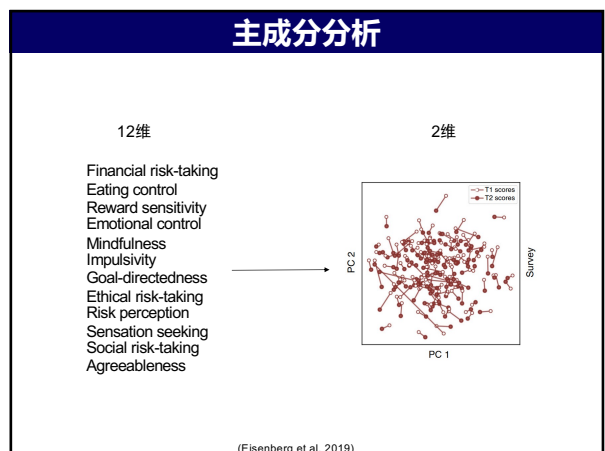 主成分分析
12维
2维
Financial risk-taking
Eating control
Reward sensitivity
Emotional control
Mindfulness
Impulsivity
Goal-directedness
Ethical risk-taking
Risk perception
Sensation seeking
Social risk-taking
Agreeableness
T1 scores
T2 scores
PC 2
Survey
PC 1
(Eisenberg et al. 2019)